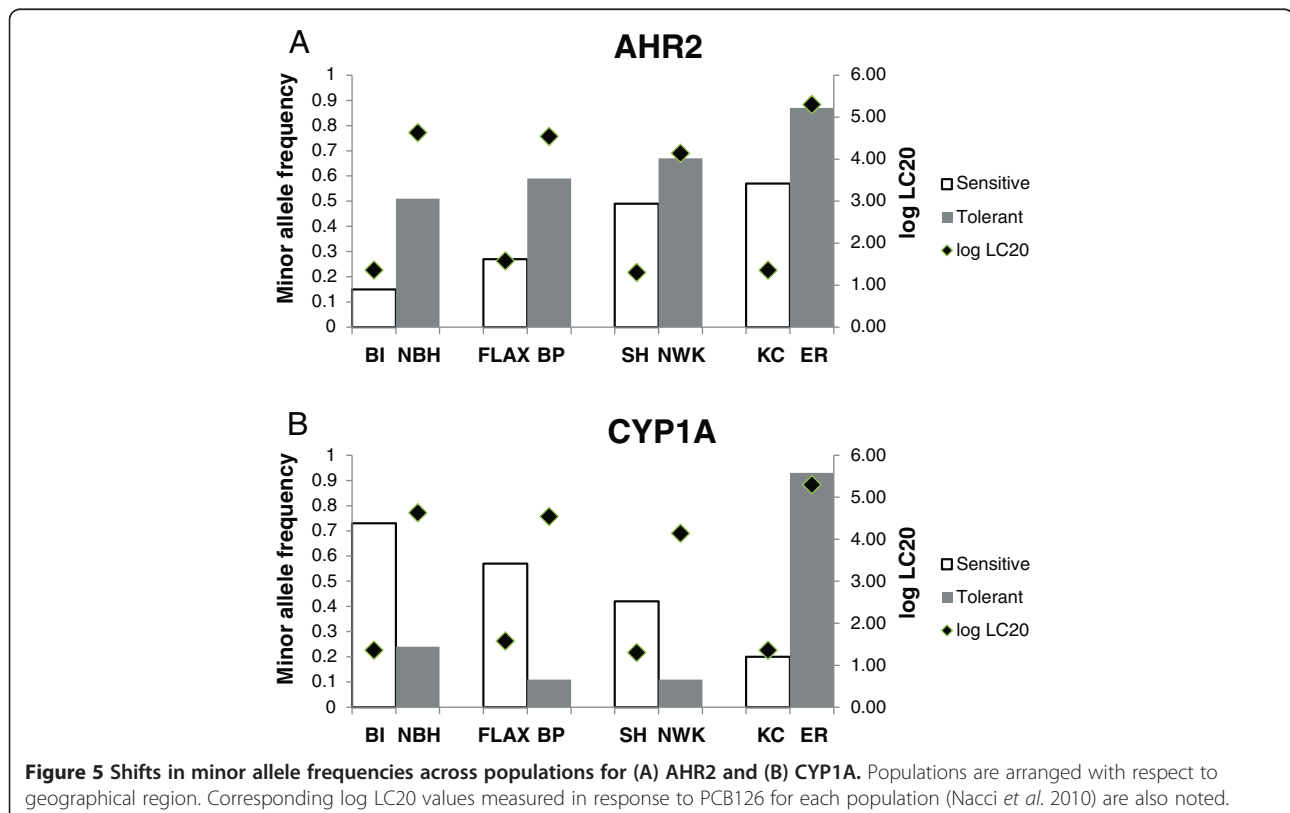 A
AHR2
Minor allele frequency
1
0.9
0.8
0.7
0.6
0.5
0.4
0.3
0.2
0.1
0
6.00
5.00
4.00
3.00
2.00
1.00
0.00
log LC20
BI NBH FLAX BP SH NWK KC ER
Sensitive
Tolerant
log LC20
B
CYP1A
Minor allele frequency
1
0.9
0.8
0.7
0.6
0.5
0.4
0.3
0.2
0.1
0
6.00
5.00
4.00
3.00
2.00
1.00
0.00
log LC20
BI NBH FLAX BP SH NWK KC ER
Sensitive
Tolerant
log LC20
Figure 5 Shifts in minor allele frequencies across populations for (A) AHR2 and (B) CYP1A. Populations are arranged with respect to
geographical region. Corresponding log LC20 values measured in response to PCB126 for each population (Nacci et al. 2010) are also noted.